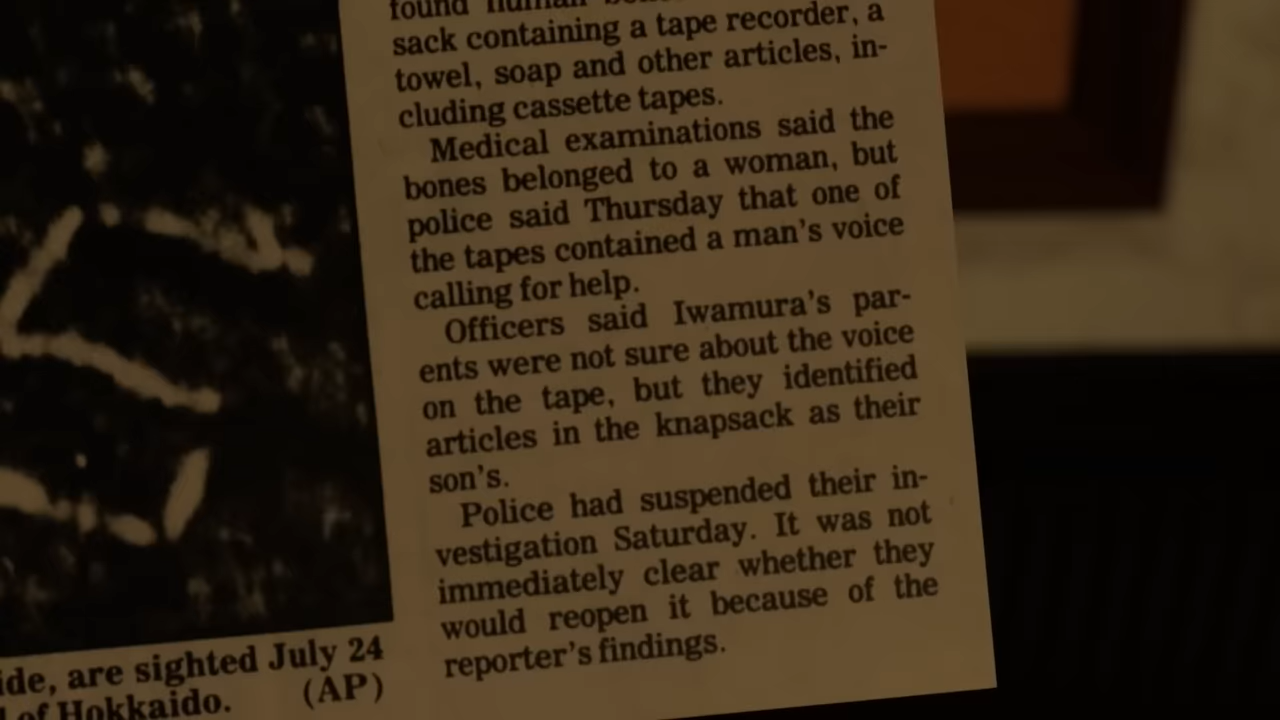 found human
sack containing a tape recorder, a
towel, soap and other articles, in-
cluding cassette tapes.
Medical examinations said the
bones belonged to a woman, but
police said Thursday that one of
the tapes contained a man's voice
calling for help.
Officers said Iwamura's par-
ents were not sure about the voice
on the tape, but they identified
articles in the knapsack as their
son's.
Police had suspended their in-
vestigation Saturday. It was not
immediately clear whether they
would reopen it because of the
reporter's findings.
ide, are sighted July 24
of Hokkaido. (AP)